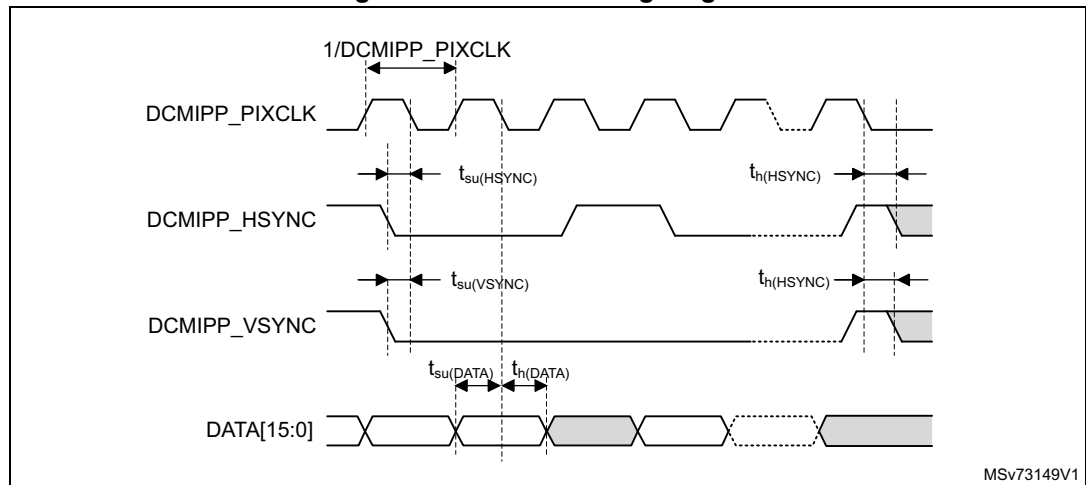 1/DCMIPP_PIXCLK
DCMIPP_PIXCLK
tsu(HSYNC) th(HSYNC)
DCMIPP_HSYNC
tsu(VSYNC) th(HSYNC)
DCMIPP_VSYNC
tsu(DATA) th(DATA)
DATA[15:0]
MSv73149V1